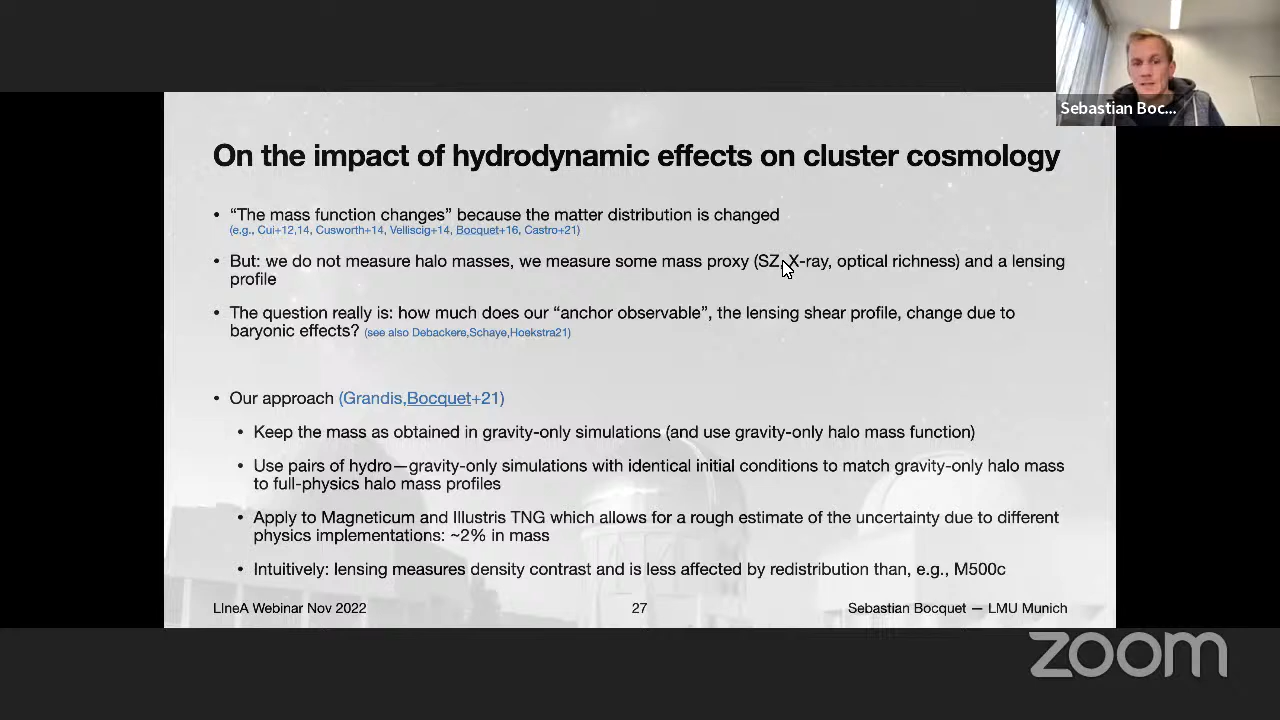 Sebastian Boc...
On the impact of hydrodynamic effects on cluster cosmology
• “The mass function changes” because the matter distribution is changed
(e.g., Cui+12,14, Cusworth+14, Velliscig+14, Bocquet+16, Castro+21)
• But: we do not measure halo masses, we measure some mass proxy (SZ, X-ray, optical richness) and a lensing
profile
• The question really is: how much does our “anchor observable”, the lensing shear profile, change due to
baryonic effects? (see also Debackere,Schaye,Hoekstra21)
• Our approach (Grandis,Bocquet+21)
• Keep the mass as obtained in gravity-only simulations (and use gravity-only halo mass function)
• Use pairs of hydro—gravity-only simulations with identical initial conditions to match gravity-only halo mass
to full-physics halo mass profiles
• Apply to Magneticum and Illustris TNG which allows for a rough estimate of the uncertainty due to different
physics implementations: ~2% in mass
• Intuitively: lensing measures density contrast and is less affected by redistribution than, e.g., M500c
LIneA Webinar Nov 2022
27
Sebastian Bocquet — LMU Munich
zoom